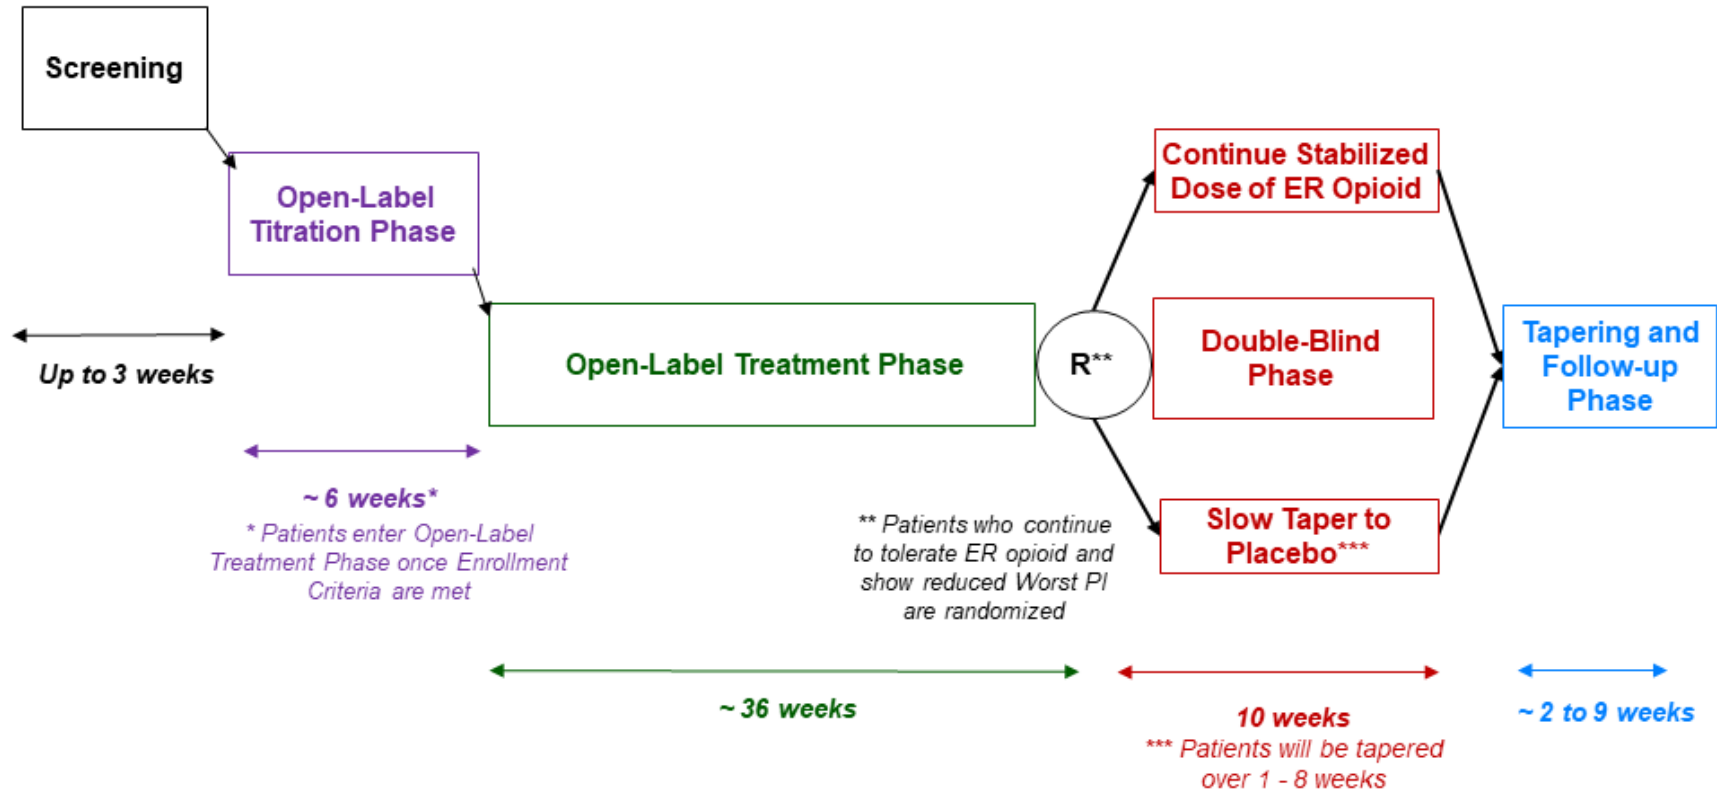 Screening
Open-Label
Titration Phase
Up to 3 weeks
~ 6 weeks*
* Patients enter Open-Label
Treatment Phase once Enrollment
Criteria are met
Open-Label Treatment Phase
~ 36 weeks
R**
** Patients who continue
to tolerate ER opioid and
show reduced Worst PI
are randomized
Continue Stabilized
Dose of ER Opioid
Double-Blind
Phase
Slow Taper to
Placebo***
10 weeks
*** Patients will be tapered
over 1 - 8 weeks
Tapering and
Follow-up
Phase
~ 2 to 9 weeks